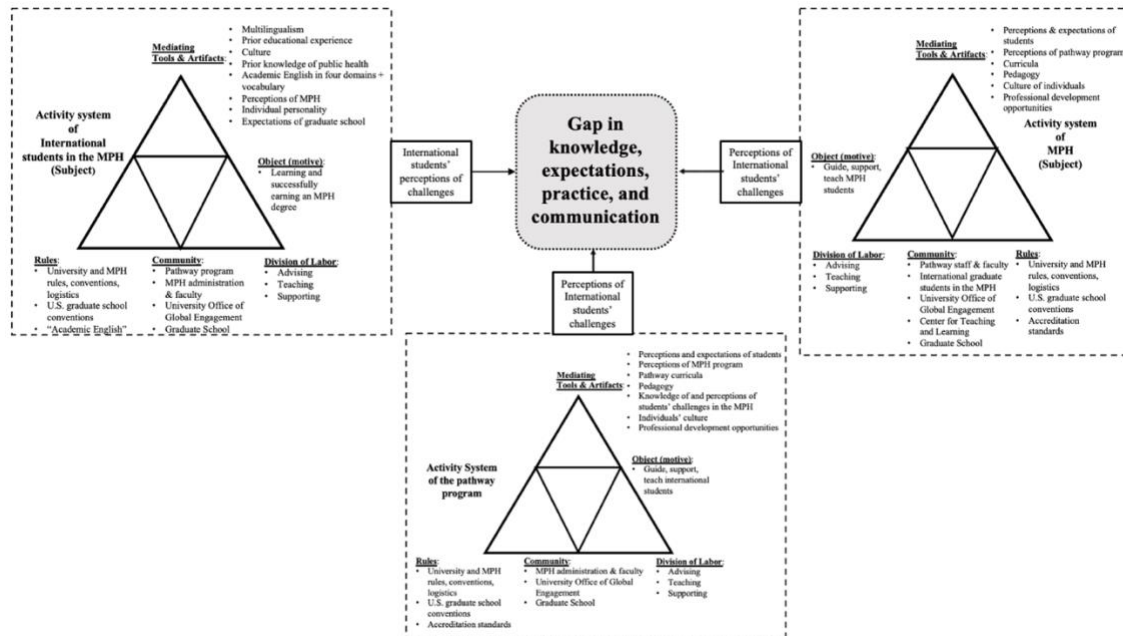 Mediating
Tools & Artifacts:
• Multilingualism
• Prior educational experience
• Culture
• Prior knowledge of public health
• Academic English in four domains +
vocabulary
• Perceptions of MPH
• Individual personality
• Expectations of graduate school
Activity system
of
International
students in the MPH
(Subject)
Object (motive):
• Learning and
successfully
earning an MPH
degree
Rules:
• University and MPH
rules, conventions,
logistics
• U.S. graduate school
conventions
• “Academic English”
Community:
• Pathway program
• MPH administration
& faculty
• University Office of
Global Engagement
• Graduate School
Division of Labor:
• Advising
• Teaching
• Supporting
International
students’
perceptions of
challenges
Gap in
knowledge,
expectations,
practice, and
communication
Perceptions of
International
students’
challenges
Mediating
Tools & Artifacts:
• Perceptions & expectations of
students
• Perceptions of pathway program
• Curricula
• Pedagogy
• Culture of individuals
• Professional development
opportunities
Activity system
of
MPH
(Subject)
Object (motive):
• Guide, support,
teach MPH
students
Division of Labor:
• Advising
• Teaching
• Supporting
Community:
• Pathway staff & faculty
• International graduate
students in the MPH
• University Office of
Global Engagement
• Center for Teaching
and Learning
• Graduate School
Rules:
• University and MPH
rules, conventions,
logistics
• U.S. graduate school
conventions
• Accreditation
standards
Perceptions of
International
students’
challenges
Mediating
Tools & Artifacts:
• Perceptions and expectations of students
• Perceptions of MPH program
• Pathway curricula
• Pedagogy
• Knowledge of and perceptions of
students’ challenges in the MPH
• Individuals’ culture
• Professional development opportunities
Activity System
of the pathway
program
Object (motive):
• Guide, support,
teach international
students
Rules:
• University and MPH
rules, conventions,
logistics
• U.S. graduate school
conventions
• Accreditation standards
Community:
• MPH administration & faculty
• University Office of Global
Engagement
• Graduate School
Division of Labor:
• Advising
• Teaching
• Supporting